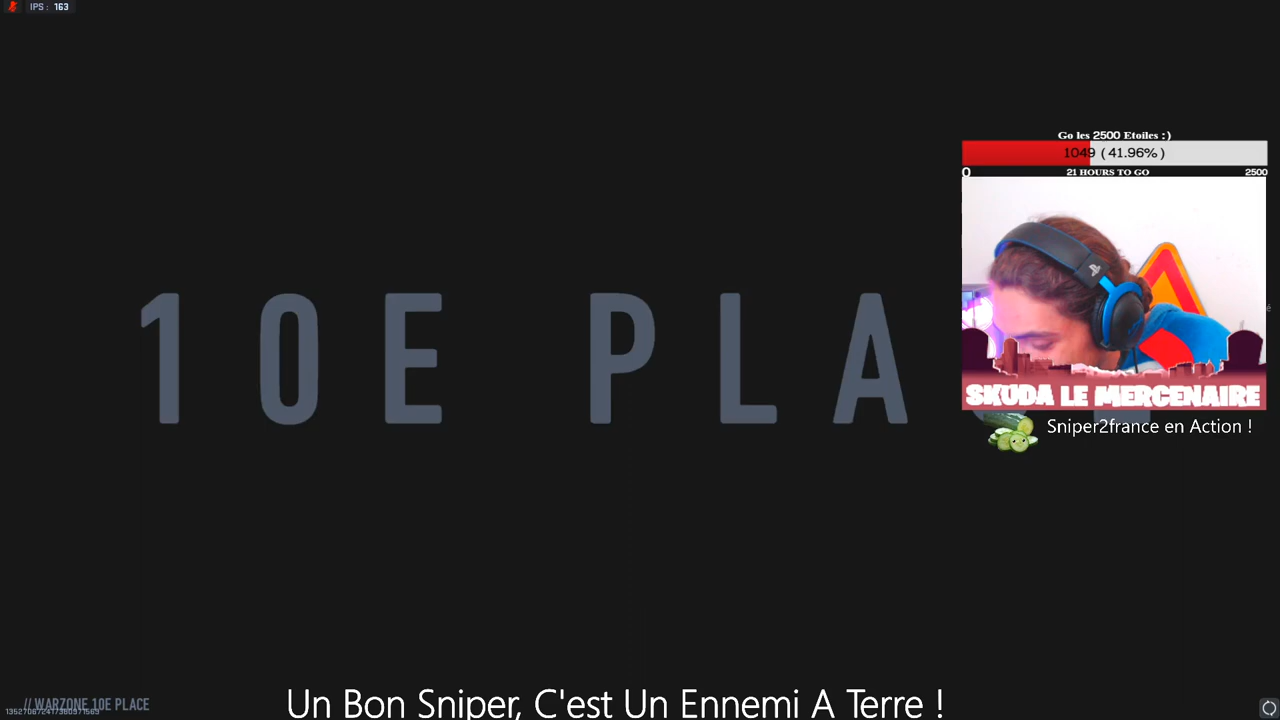 IPS : 163
Go les 2500 Etoiles :)
1049 (41.96%)
0 21 HOURS TO GO 2500
10E PLA
SKUDA LE MERCENAIRE
Sniper2france en Action !
// WARZONE 10E PLACE
Un Bon Sniper, C'est Un Ennemi A Terre !